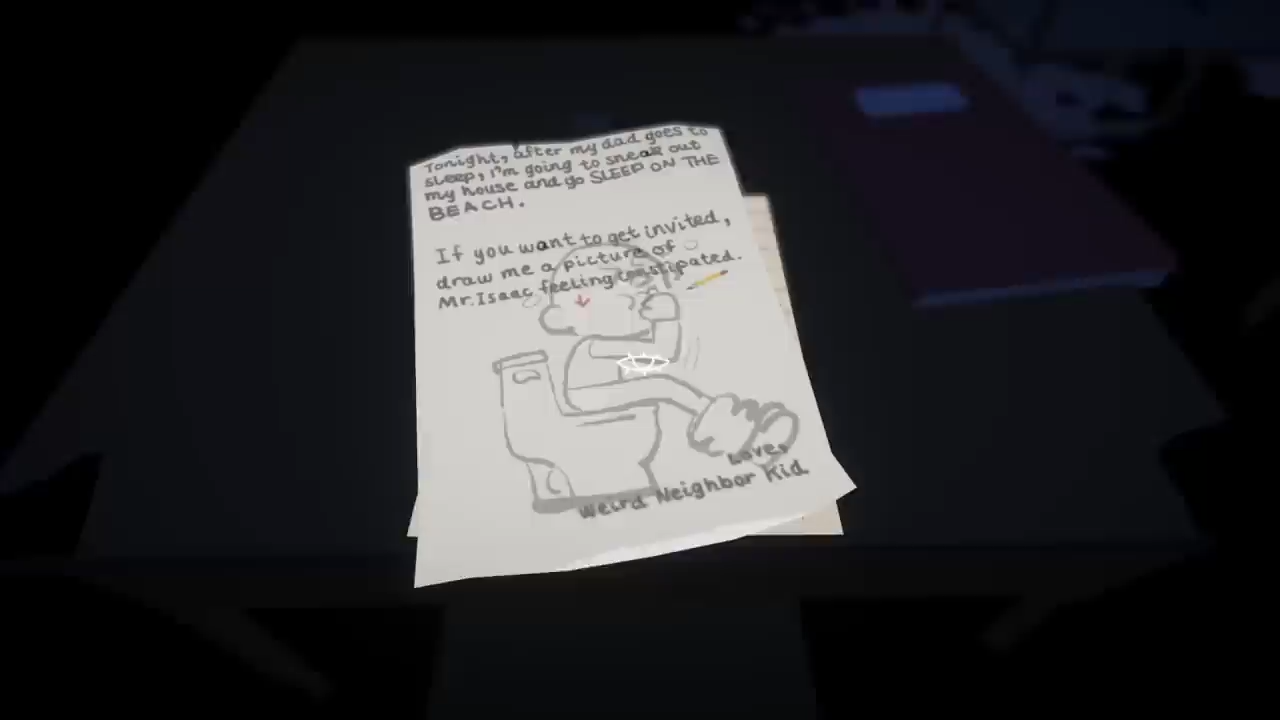 Tonight, after my dad goes to
sleep, I'm going to sneak out
my house and go SLEEP ON THE
BEACH.
If you want to get invited,
draw me a picture of
Mr. Isaac feeling constipated.
Love,
Weird Neighbor Kid